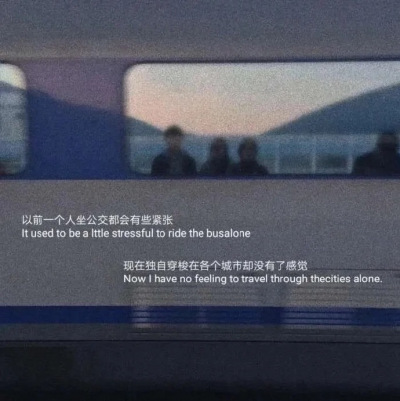 以前一个人坐公交都会有些紧张
It used to be a lttle stressful to ride the busalone
现在独自穿梭在各个城市却没有了感觉
Now I have no feeling to travel through thecities alone.